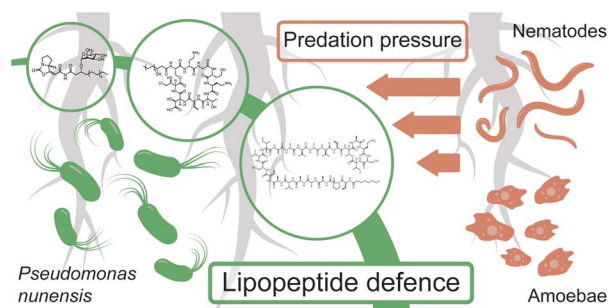 Predation pressure
Nematodes
Pseudomonas
nunensis
Lipopeptide defence
Amoebae